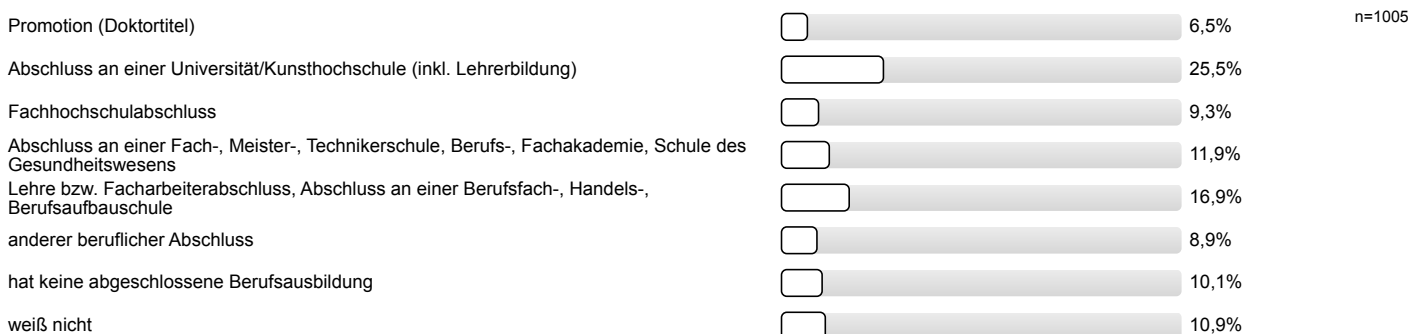 Promotion (Doktortitel) 6,5% n=1005
Abschluss an einer Universität/Kunsthochschule (inkl. Lehrerbildung) 25,5%
Fachhochschulabschluss 9,3%
Abschluss an einer Fach-, Meister-, Technikerschule, Berufs-, Fachakademie, Schule des
Gesundheitswesens 11,9%
Lehre bzw. Facharbeiterabschluss, Abschluss an einer Berufsfach-, Handels-,
Berufsaufbauschule 16,9%
anderer beruflicher Abschluss 8,9%
hat keine abgeschlossene Berufsausbildung 10,1%
weiß nicht 10,9%